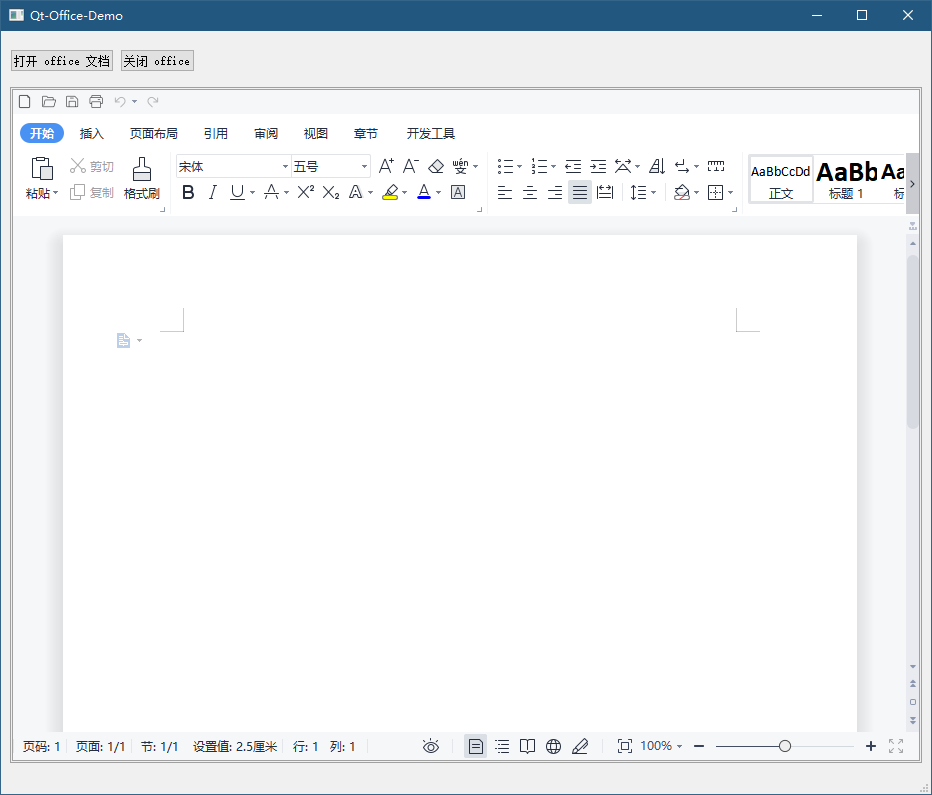 Qt-Office-Demo
打开 office 文档 关闭 office
开始 插入 页面布局 引用 审阅 视图 章节 开发工具
剪切 宋体 五号 A+ A- wén AaBbCcDd AaBb Aa
粘贴 复制 格式刷 B I U A X² X₂ A A A 正文 标题 1 标
页码: 1 页面: 1/1 节: 1/1 设置值: 2.5厘米 行: 1 列: 1 100%